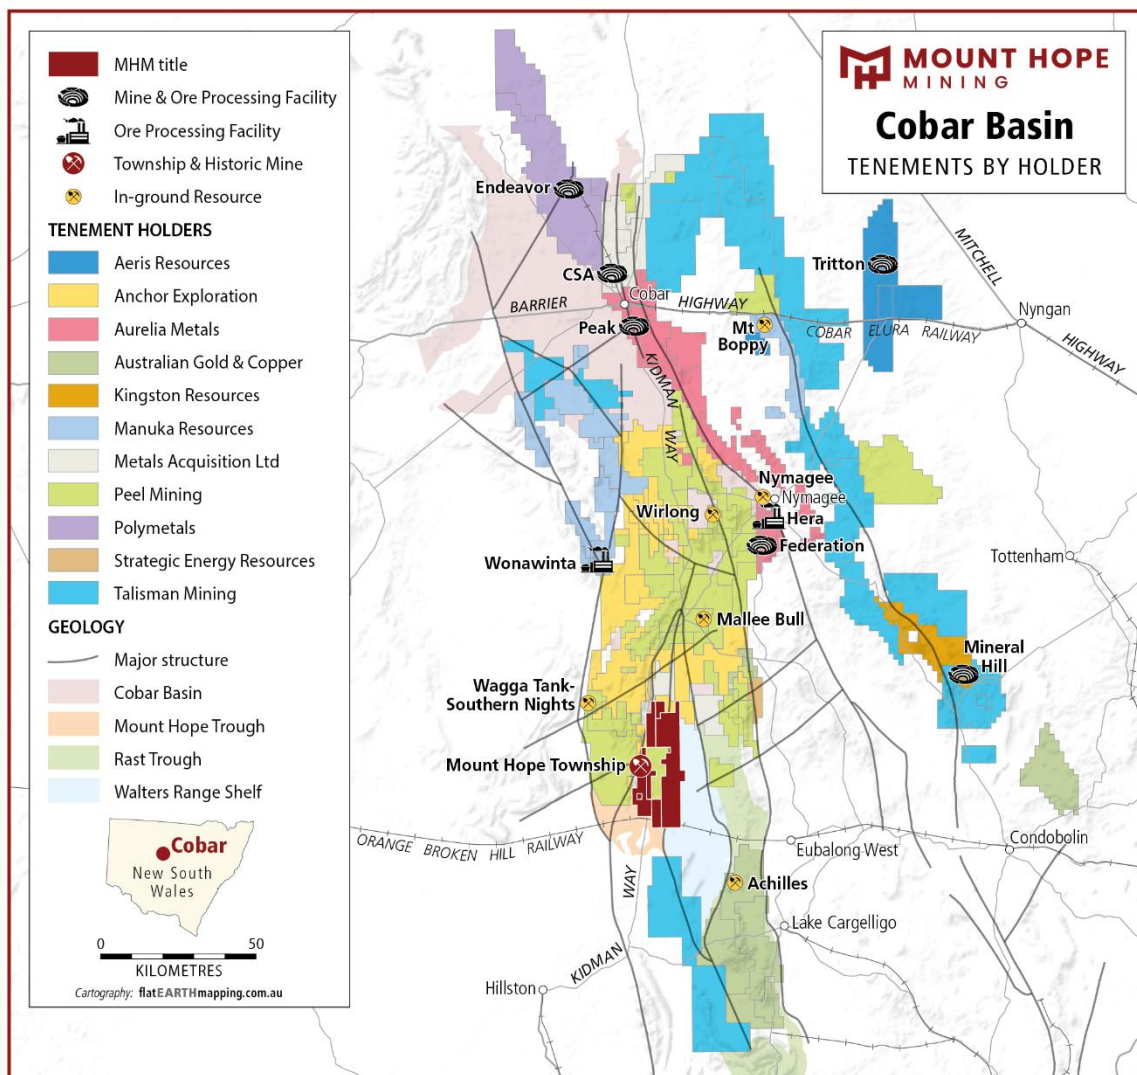 MHM title
Mine & Ore Processing Facility
Ore Processing Facility
Township & Historic Mine
In-ground Resource
TENEMENT HOLDERS
Aeris Resources
Anchor Exploration
Aurelia Metals
Australian Gold & Copper
Kingston Resources
Manuka Resources
Metals Acquisition Ltd
Peel Mining
Polymetals
Strategic Energy Resources
Talisman Mining
GEOLOGY
Major structure
Cobar Basin
Mount Hope Trough
Rast Trough
Walters Range Shelf
Cobar
New South
Wales
0 50
KILOMETRES
Cartography: flatEARTHmapping.com.au
MOUNT HOPE
MINING
Cobar Basin
TENEMENTS BY HOLDER
Endeavor
CSA
Cobar
BARRIER HIGHWAY
Peak
Tritton
MITCHELL
HIGHWAY
Nyngan
Mt
Boppy
COBAR ELURA RAILWAY
KIDMAN
WAY
Nymagee
Nymagee
Wirlong
Hera
Federation
Wonawinta
Tottenham
Mallee Bull
Mineral
Hill
Wagga Tank-
Southern Nights
Mount Hope Township
ORANGE BROKEN HILL RAILWAY
Eubalong West
Condobolin
Achilles
WAY
KIDMAN
Lake Cargelligo
Hillston